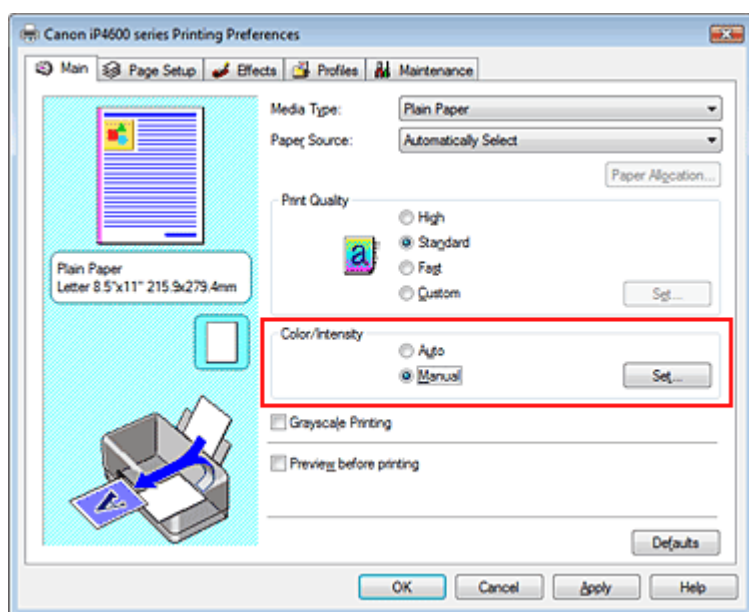 Canon iP4600 series Printing Preferences
Main Page Setup Effects Profiles Maintenance
Media Type: Plain Paper
Paper Source: Automatically Select
Paper Allocation...
Print Quality
High
a Standard
Fast
Custom Set...
Plain Paper
Letter 8.5"x11" 215.9x279.4mm
Color/Intensity
Auto
Manual Set...
Grayscale Printing
Preview before printing
A
Defaults
OK Cancel Apply Help